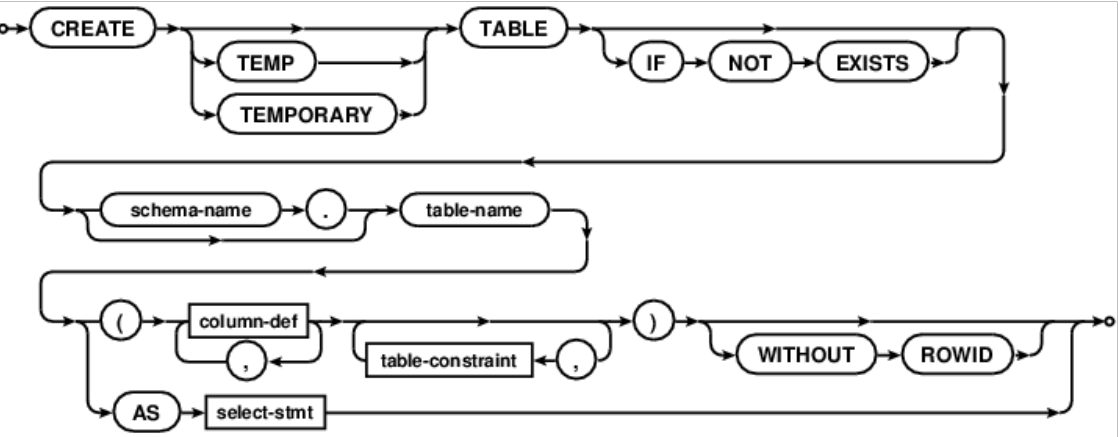 CREATE TABLE
TEMP IF NOT EXISTS
TEMPORARY
schema-name . table-name
( column-def )
, table-constraint , WITHOUT ROWID
AS select-stmt